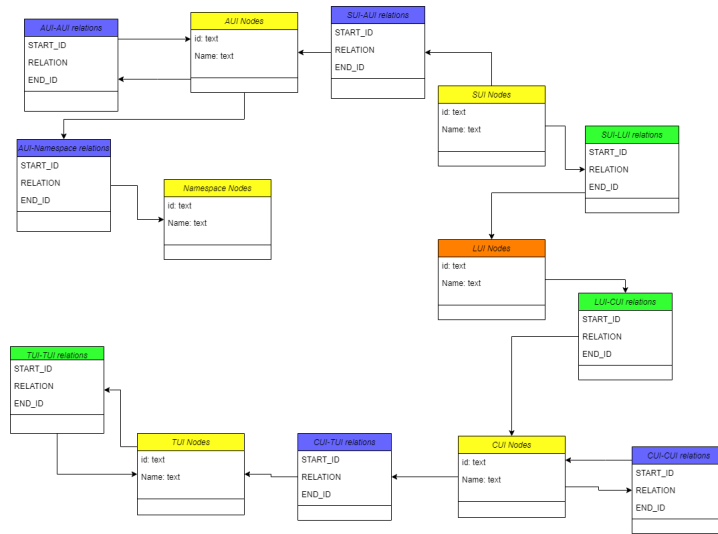 AUI-AUI relations
START_ID
RELATION
END_ID
AUI Nodes
id: text
Name: text
SUI-AUI relations
START_ID
RELATION
END_ID
SUI Nodes
id: text
Name: text
SUI-LUI relations
START_ID
RELATION
END_ID
AUI-Namespace relations
START_ID
RELATION
END_ID
Namespace Nodes
id: text
Name: text
LUI Nodes
id: text
Name: text
LUI-CUI relations
START_ID
RELATION
END_ID
TUI-TUI relations
START_ID
RELATION
END_ID
TUI Nodes
id: text
Name: text
CUI-TUI relations
START_ID
RELATION
END_ID
CUI Nodes
id: text
Name: text
CUI-CUI relations
START_ID
RELATION
END_ID